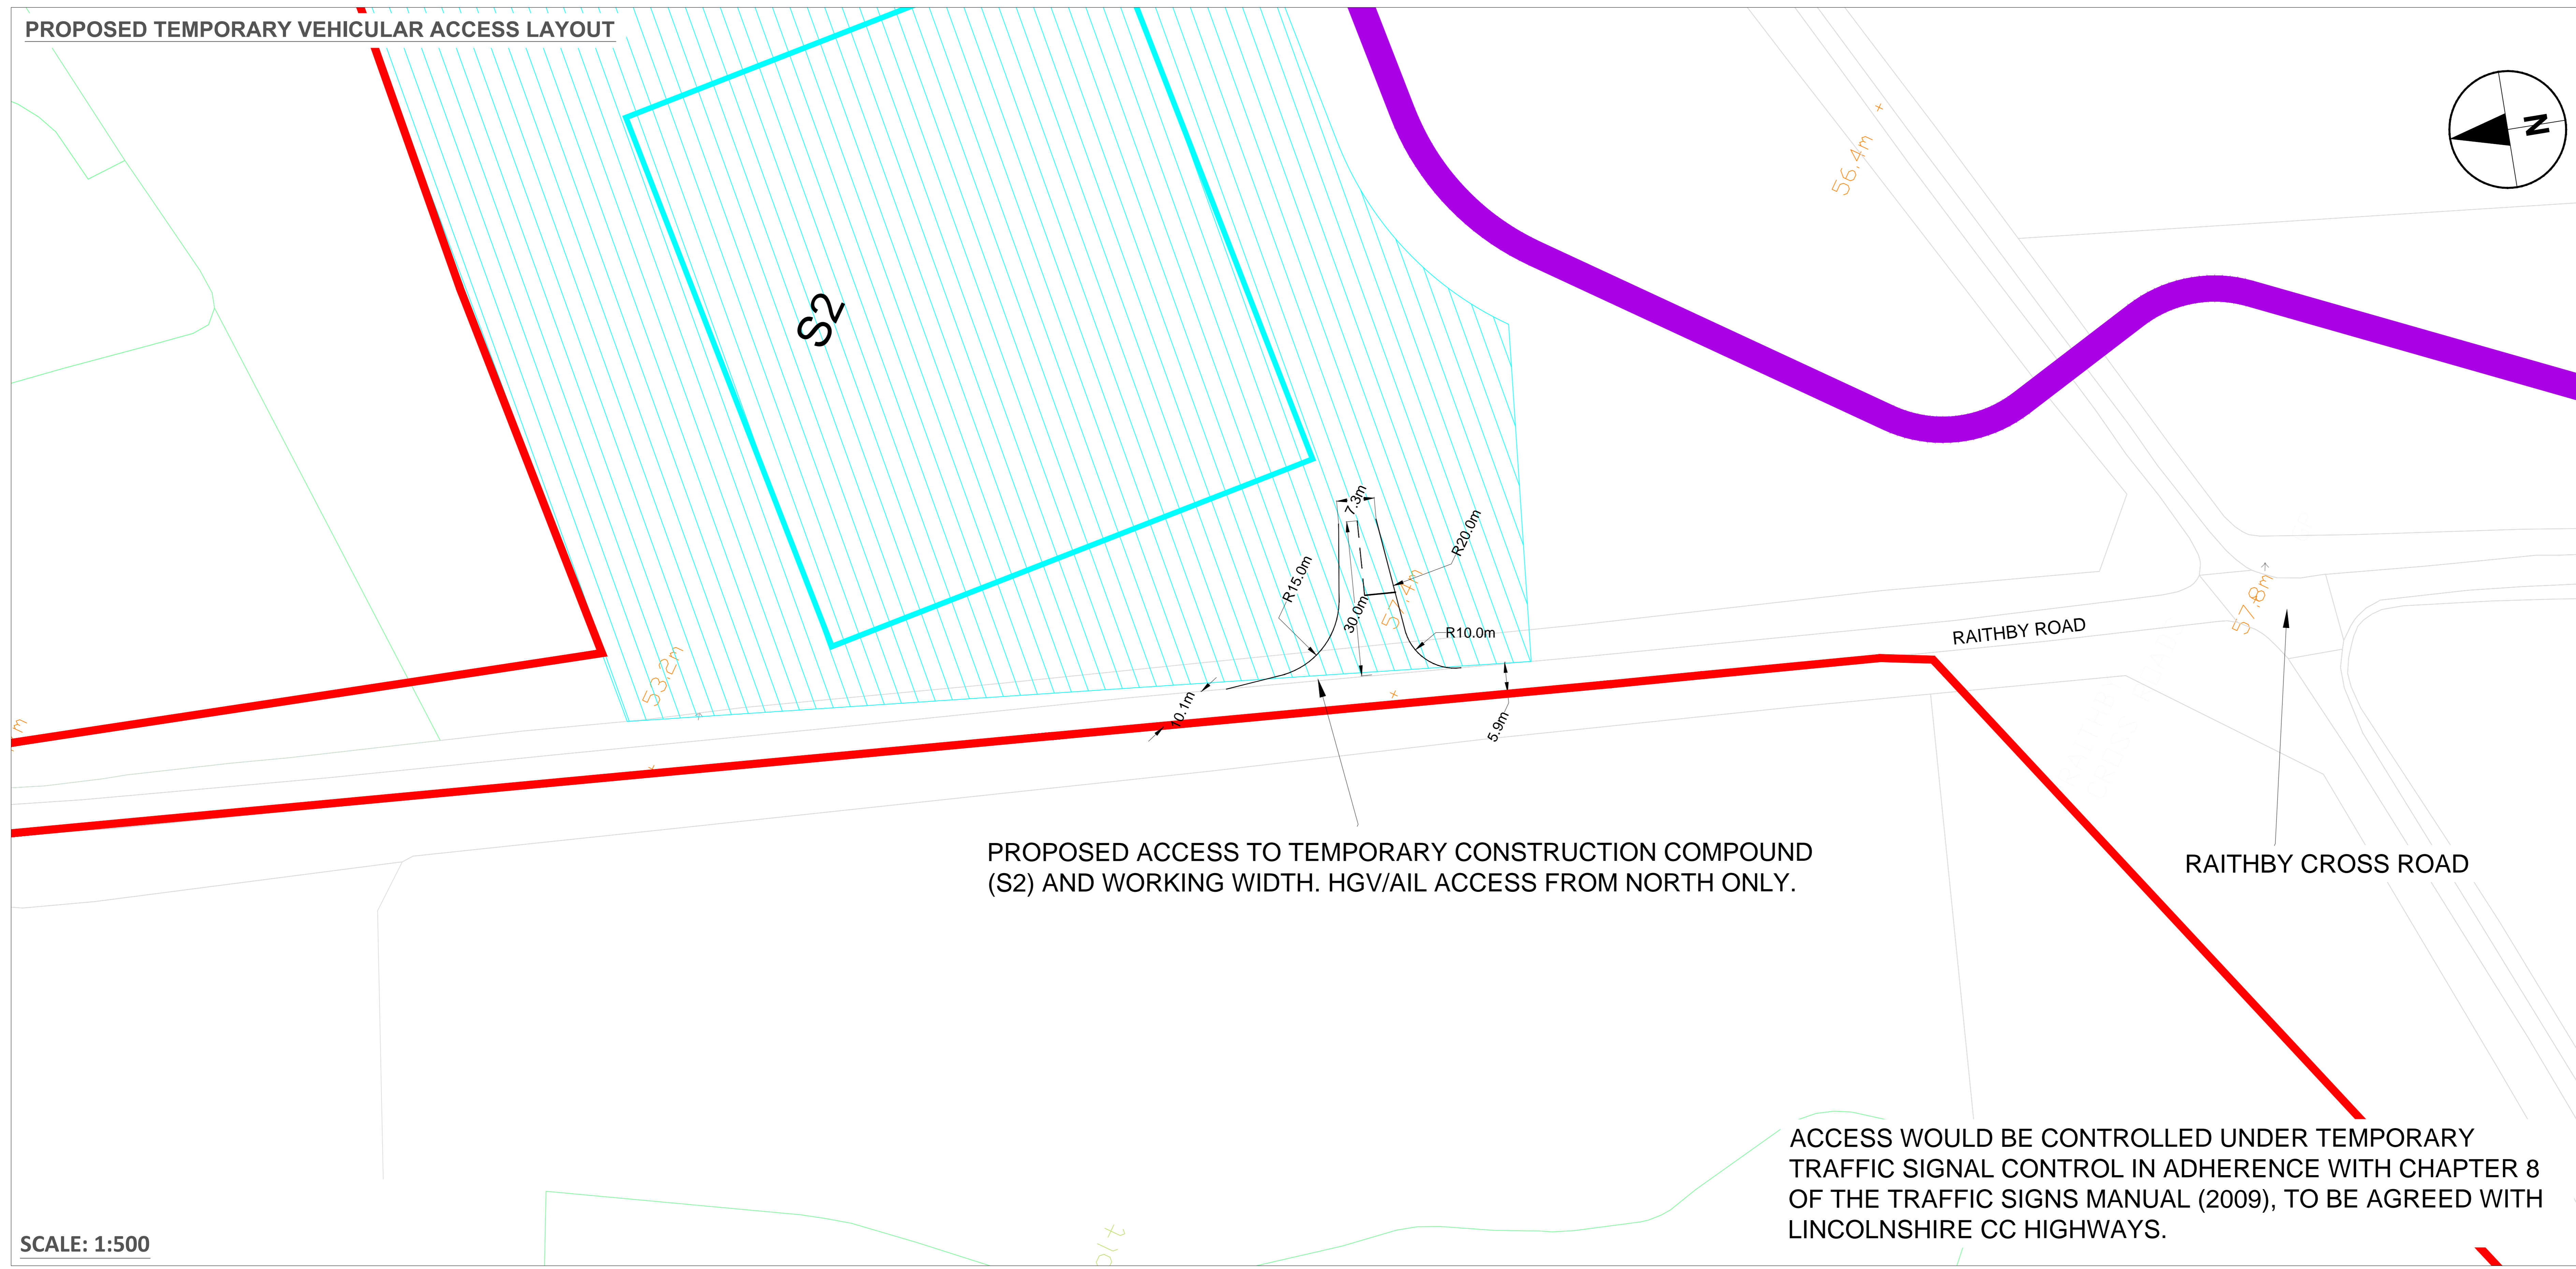 PROPOSED TEMPORARY VEHICULAR ACCESS LAYOUT
N
56.4m
S2
7.3m
R20.0m
R15.0m
30.0m
57.4m
R10.0m
RAITHBY ROAD
57.8m
53.2m
10.1m
5.9m
m
PROPOSED ACCESS TO TEMPORARY CONSTRUCTION COMPOUND
(S2) AND WORKING WIDTH. HGV/AIL ACCESS FROM NORTH ONLY.
RAITHBY CROSS ROAD
ACCESS WOULD BE CONTROLLED UNDER TEMPORARY
TRAFFIC SIGNAL CONTROL IN ADHERENCE WITH CHAPTER 8
OF THE TRAFFIC SIGNS MANUAL (2009), TO BE AGREED WITH
LINCOLNSHIRE CC HIGHWAYS.
SCALE: 1:500